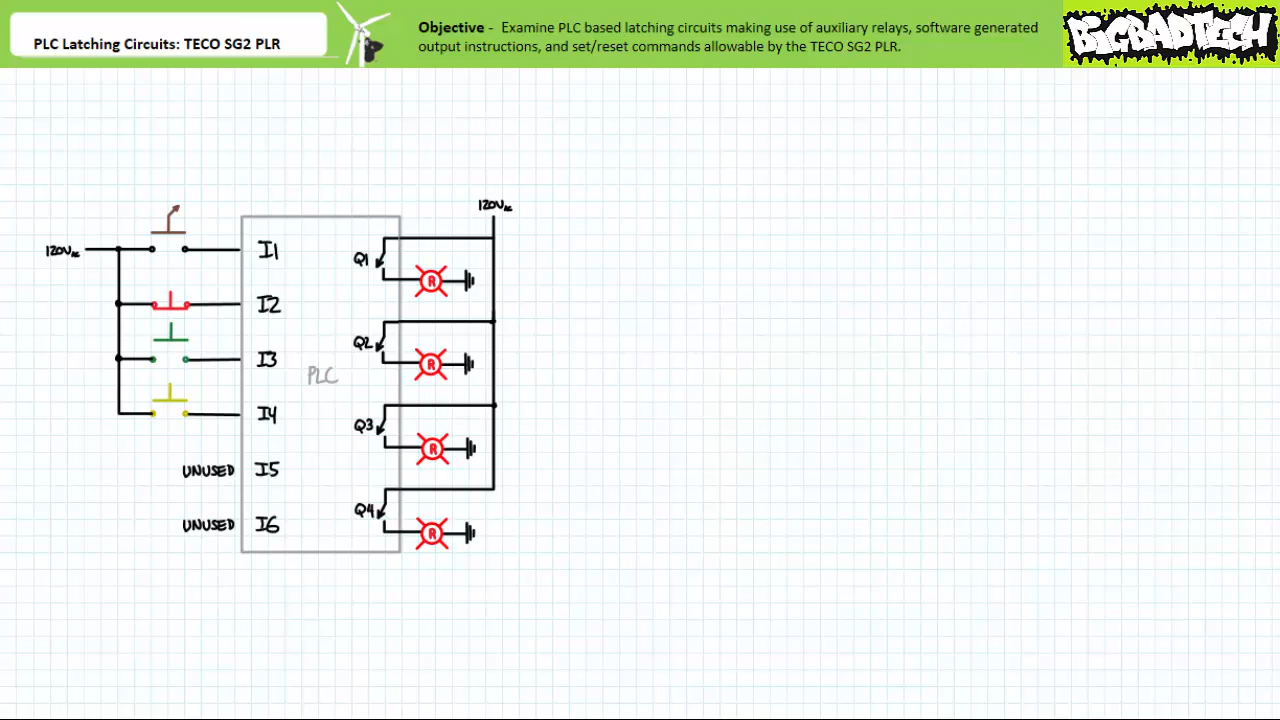 PLC Latching Circuits: TECO SG2 PLR
Objective - Examine PLC based latching circuits making use of auxiliary relays, software generated
output instructions, and set/reset commands allowable by the TECO SG2 PLR.
BIGBADTECH
120Vac
120Vac
I1
Q1
R
I2
Q2
R
I3
PLC
I4
Q3
R
UNUSED I5
Q4
R
UNUSED I6